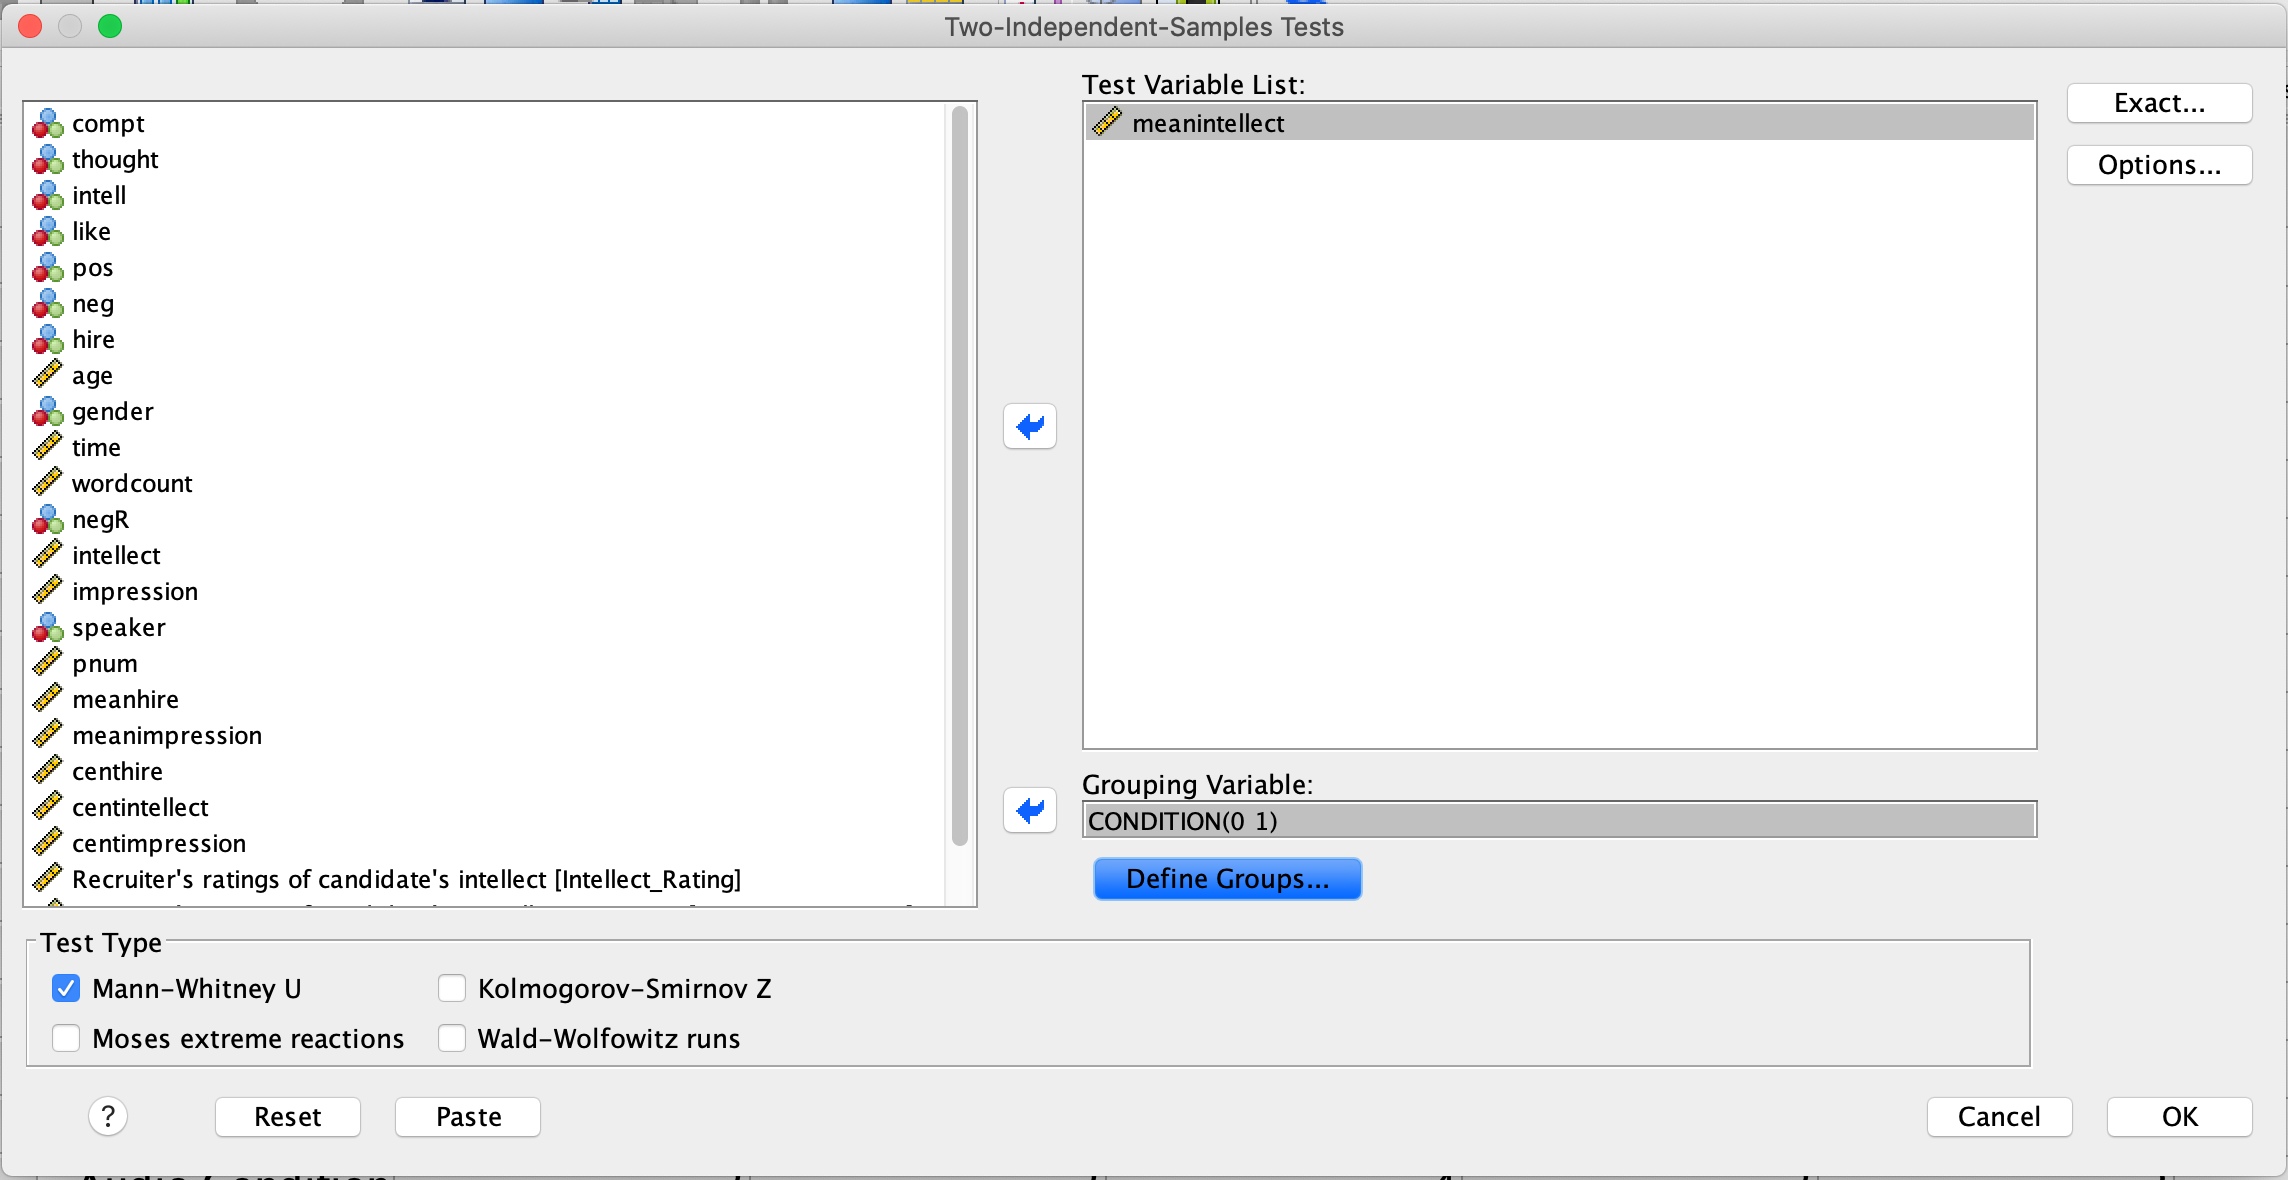 Two-Independent-Samples Tests
Test Variable List:
compt
thought
intell
like
pos
neg
hire
age
gender
time
wordcount
negR
intellect
impression
speaker
pnum
meanhire
meanimpression
centhire
centintellect
centimpression
Recruiter's ratings of candidate's intellect [Intellect_Rating]
meanintellect
Exact...
Options...
Grouping Variable:
CONDITION(0 1)
Define Groups...
Test Type
Mann-Whitney U
Kolmogorov-Smirnov Z
Moses extreme reactions
Wald-Wolfowitz runs
?
Reset
Paste
Cancel
OK